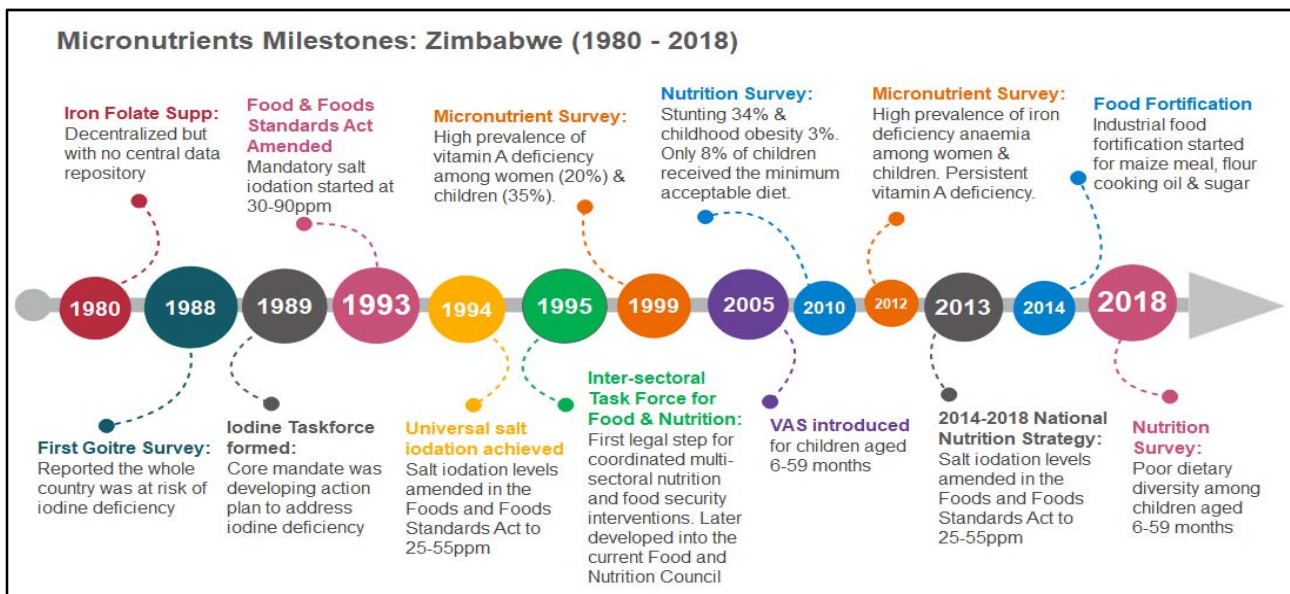 Micronutrients Milestones: Zimbabwe (1980 - 2018)
Iron Folate Supp:
Decentralized but
with no central data
repository
Food & Foods
Standards Act
Amended
Mandatory salt
iodation started at
30-90ppm
Micronutrient Survey:
High prevalence of
vitamin A deficiency
among women (20%) &
children (35%).
Nutrition Survey:
Stunting 34% &
childhood obesity 3%.
Only 8% of children
received the minimum
acceptable diet.
Micronutrient Survey:
High prevalence of iron
deficiency anaemia
among women &
children. Persistent
vitamin A deficiency.
Food Fortification
Industrial food
fortification started
for maize meal, flour
cooking oil & sugar
1980
1988
1989
1993
1994
1995
1999
2005
2010
2012
2013
2014
2018
First Goitre Survey:
Reported the whole
country was at risk of
iodine deficiency
Iodine Taskforce
formed:
Core mandate was
developing action
plan to address
iodine deficiency
Universal salt
iodation achieved
Salt iodation levels
amended in the
Foods and Foods
Standards Act to
25-55ppm
Inter-sectoral
Task Force for
Food & Nutrition:
First legal step for
coordinated multi-
sectoral nutrition
and food security
interventions. Later
developed into the
current Food and
Nutrition Council
VAS introduced
for children aged
6-59 months
2014-2018 National
Nutrition Strategy:
Salt iodation levels
amended in the
Foods and Foods
Standards Act to
25-55ppm
Nutrition
Survey:
Poor dietary
diversity among
children aged
6-59 months